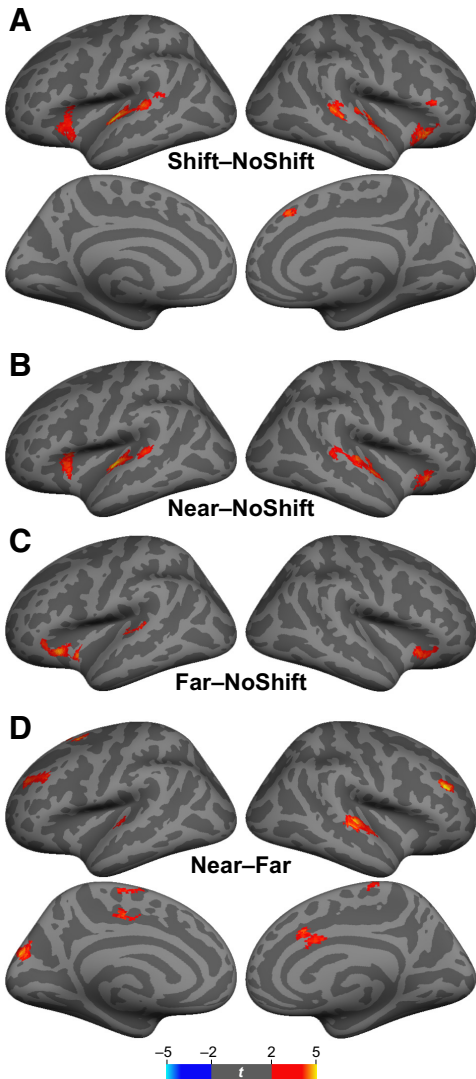 A
Shift–NoShift
B
Near–NoShift
C
Far–NoShift
D
Near–Far
–5 –2 t 2 5